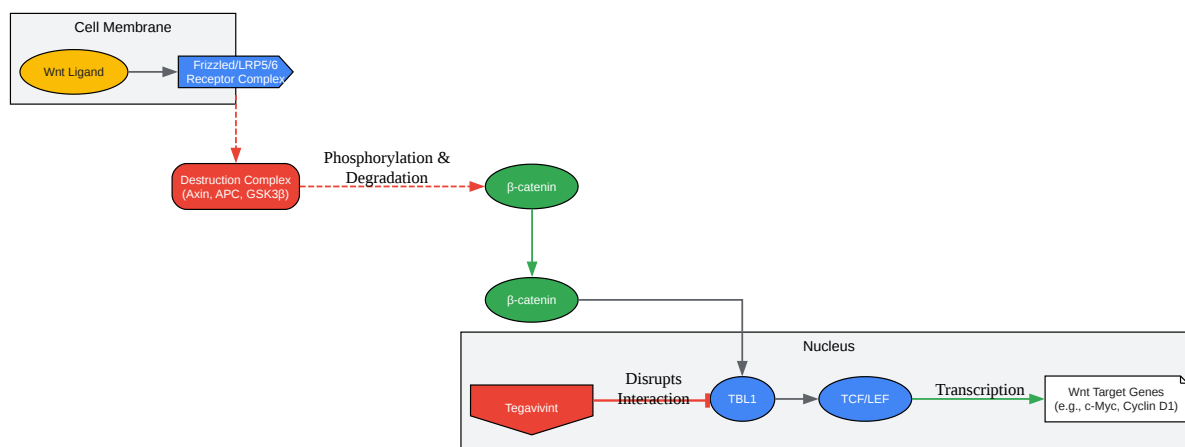 Cell Membrane
Wnt Ligand
Frizzled/LRP5/6
Receptor Complex
Destruction Complex
(Axin, APC, GSK3β)
Phosphorylation &
Degradation
β-catenin
β-catenin
Nucleus
Tegavivint
Disrupts
Interaction
TBL1
TCF/LEF
Transcription
Wnt Target Genes
(e.g., c-Myc, Cyclin D1)